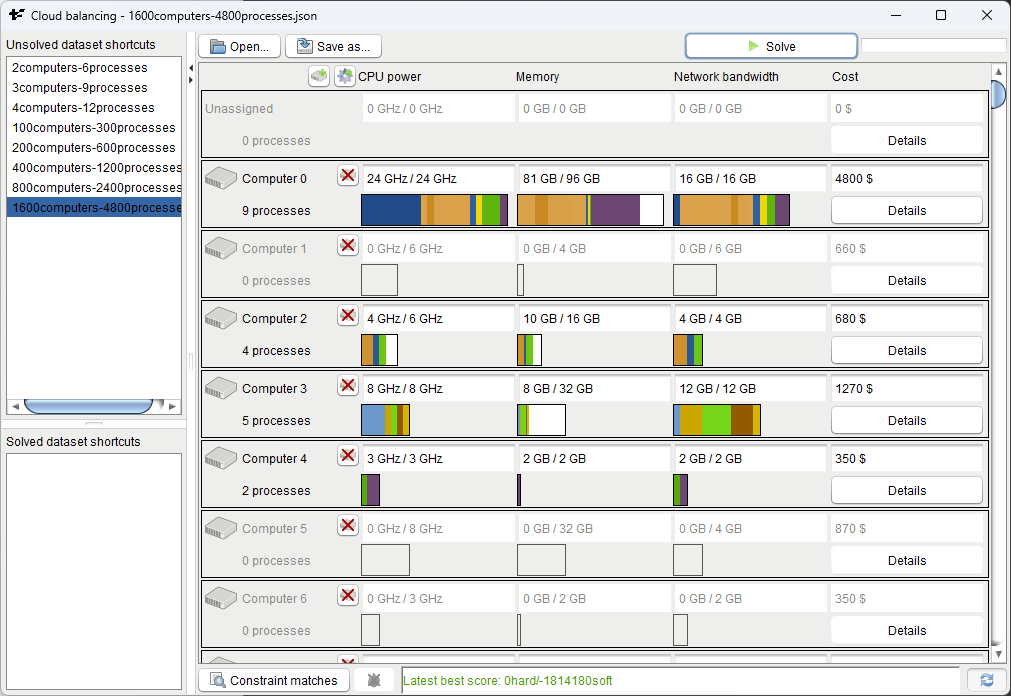 Cloud balancing - 1600computers-4800processes.json
Unsolved dataset shortcuts
2computers-6processes
3computers-9processes
4computers-12processes
100computers-300processes
200computers-600processes
400computers-1200processes
800computers-2400processes
1600computers-4800processe
Solved dataset shortcuts
Open...
Save as...
Solve
CPU power
Memory
Network bandwidth
Cost
Unassigned
0 GHz / 0 GHz
0 GB / 0 GB
0 GB / 0 GB
0 $
0 processes
Details
Computer 0
24 GHz / 24 GHz
81 GB / 96 GB
16 GB / 16 GB
4800 $
9 processes
Details
Computer 1
0 GHz / 6 GHz
0 GB / 4 GB
0 GB / 6 GB
660 $
0 processes
Details
Computer 2
4 GHz / 6 GHz
10 GB / 16 GB
4 GB / 4 GB
680 $
4 processes
Details
Computer 3
8 GHz / 8 GHz
8 GB / 32 GB
12 GB / 12 GB
1270 $
5 processes
Details
Computer 4
3 GHz / 3 GHz
2 GB / 2 GB
2 GB / 2 GB
350 $
2 processes
Details
Computer 5
0 GHz / 8 GHz
0 GB / 32 GB
0 GB / 4 GB
870 $
0 processes
Details
Computer 6
0 GHz / 3 GHz
0 GB / 2 GB
0 GB / 2 GB
350 $
0 processes
Details
Constraint matches
Latest best score: 0hard/-1814180soft